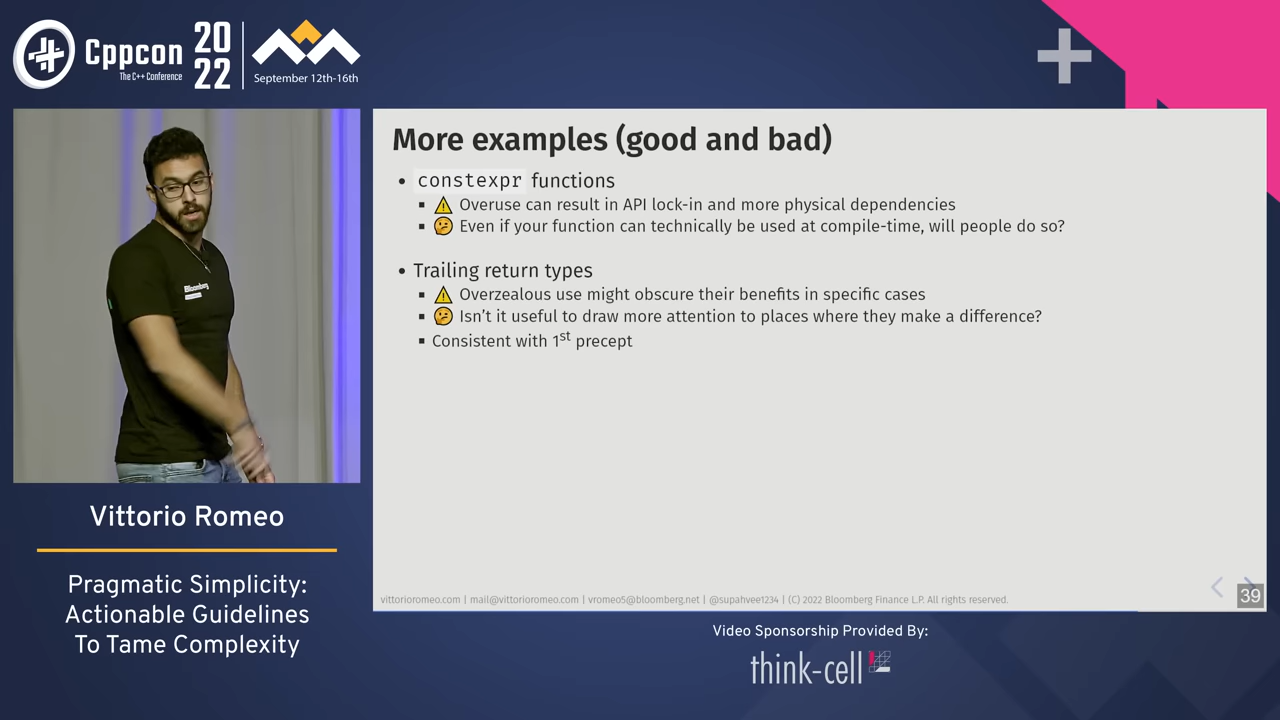 Cppcon
The C++ Conference
20
22
September 12th-16th
More examples (good and bad)
• constexpr functions
▪ ⚠️ Overuse can result in API lock-in and more physical dependencies
▪ 🤔 Even if your function can technically be used at compile-time, will people do so?
• Trailing return types
▪ ⚠️ Overzealous use might obscure their benefits in specific cases
▪ 🤔 Isn't it useful to draw more attention to places where they make a difference?
▪ Consistent with 1st precept
vittorioromeo.com | mail@vittorioromeo.com | vromeo5@bloomberg.net | @supahvee1234 | (C) 2022 Bloomberg Finance L.P. All rights reserved.
39
Bloomberg
Vittorio Romeo
Pragmatic Simplicity:
Actionable Guidelines
To Tame Complexity
Video Sponsorship Provided By:
think-cell